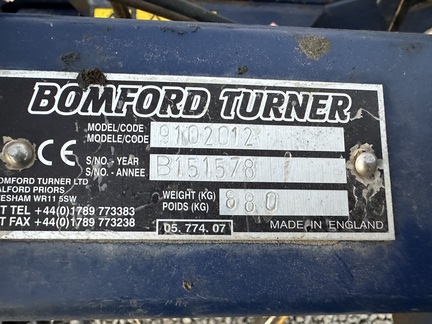 BOMFORD TURNER
MODEL/CODE
MODELE/CODE 9102012
CE
S/NO. - YEAR
S/NO. - ANNEE B151578
OMFORD TURNER LTD
ALFORD PRIORS
ESHAM WR11 5SW
T TEL +44(0)1789 773383
T FAX +44(0)1789 773238
WEIGHT (KG)
POIDS (KG) 680
05. 774. 07
MADE IN ENGLAND